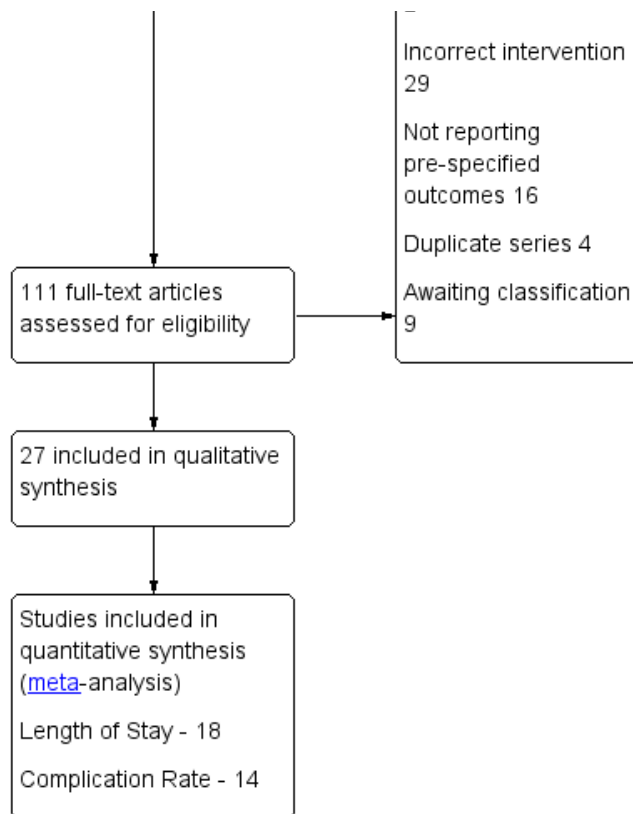 Incorrect intervention
29
Not reporting
pre-specified
outcomes 16
Duplicate series 4
Awaiting classification
9
111 full-text articles
assessed for eligibility
27 included in qualitative
synthesis
Studies included in
quantitative synthesis
(meta-analysis)
Length of Stay - 18
Complication Rate - 14